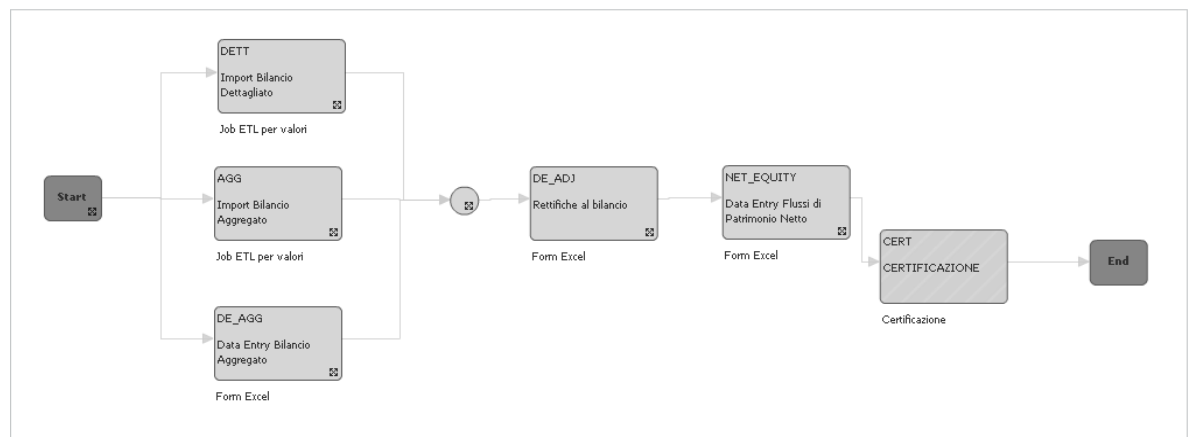 Start
DETT
Import Bilancio
Dettagliato
Job ETL per valori
AGG
Import Bilancio
Aggregato
Job ETL per valori
DE_AGG
Data Entry Bilancio
Aggregato
Form Excel
DE_ADJ
Rettifiche al bilancio
Form Excel
NET_EQUITY
Data Entry Flussi di
Patrimonio Netto
Form Excel
CERT
CERTIFICAZIONE
Certificazione
End